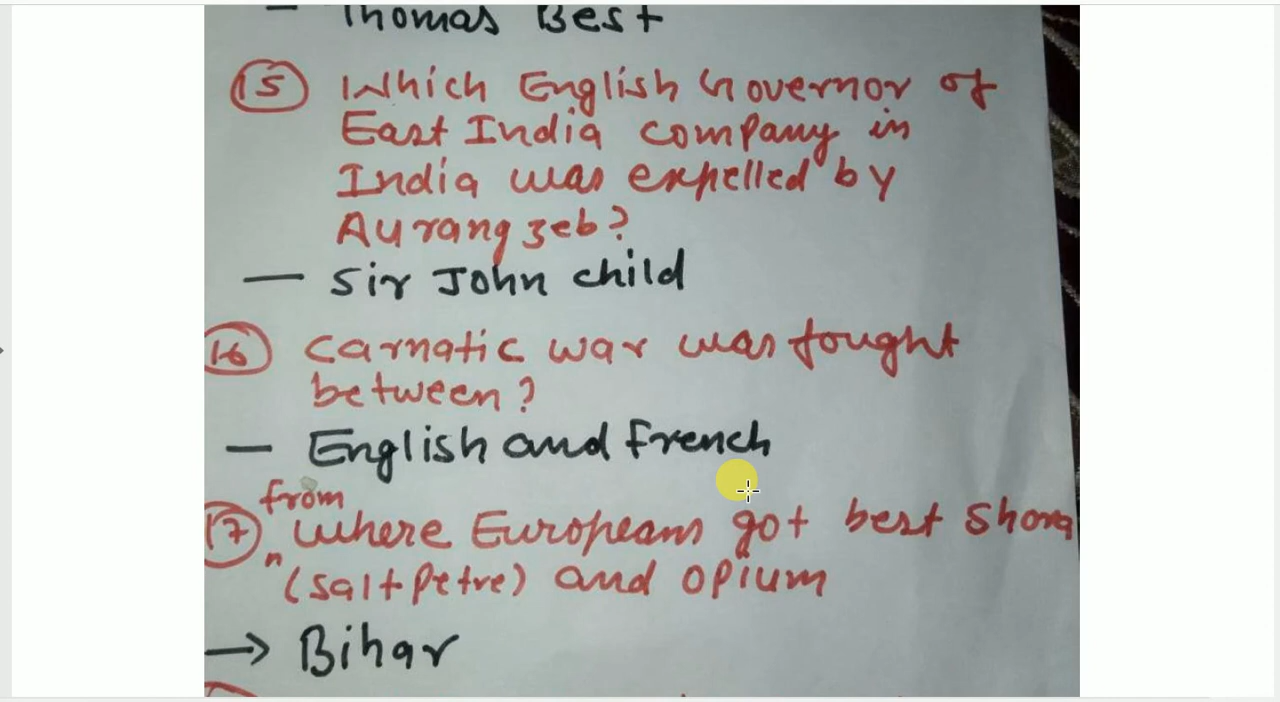 — Thomas Best
15 Which English Governor of
East India company in
India was expelled by
Aurangzeb?
— Sir John child
16 Carnatic war was fought
between?
— English and French
from
17 where Europeans got best Shora
(saltpetre) and opium
→ Bihar